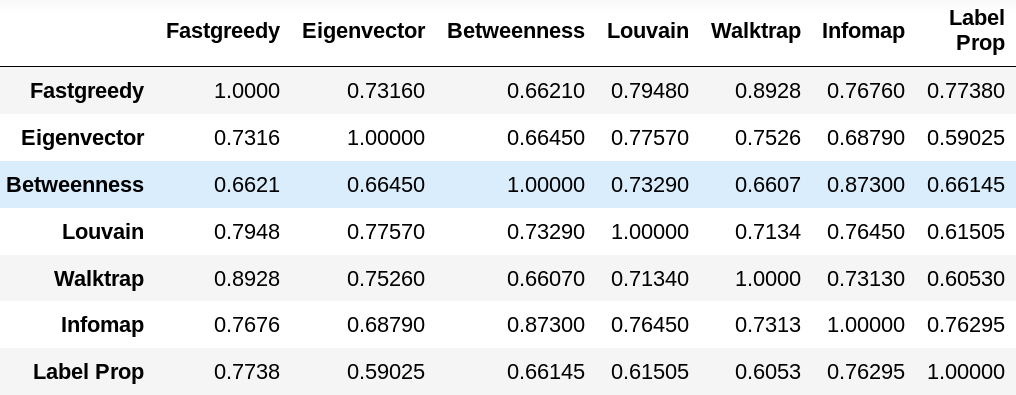 Fastgreedy Eigenvector Betweenness Louvain Walktrap Infomap Label Prop
Fastgreedy 1.0000 0.73160 0.66210 0.79480 0.8928 0.76760 0.77380
Eigenvector 0.7316 1.00000 0.66450 0.77570 0.7526 0.68790 0.59025
Betweenness 0.6621 0.66450 1.00000 0.73290 0.6607 0.87300 0.66145
Louvain 0.7948 0.77570 0.73290 1.00000 0.7134 0.76450 0.61505
Walktrap 0.8928 0.75260 0.66070 0.71340 1.0000 0.73130 0.60530
Infomap 0.7676 0.68790 0.87300 0.76450 0.7313 1.00000 0.76295
Label Prop 0.7738 0.59025 0.66145 0.61505 0.6053 0.76295 1.00000